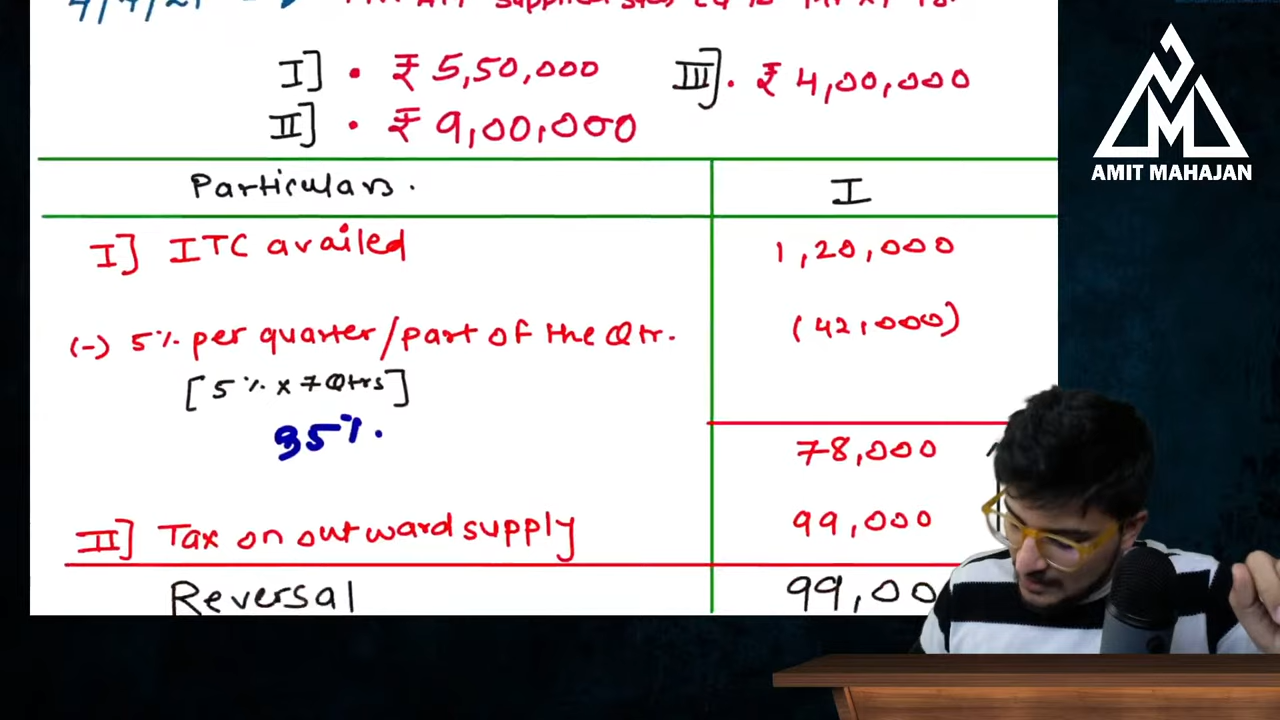 I] • ₹ 5,50,000
III] • ₹ 4,00,000
II] • ₹ 9,00,000
AMIT MAHAJAN
Particulars. I
I] ITC availed 1,20,000
(-) 5% per quarter/part of the Qtr. (42,000)
[5% x 7 Qtrs]
35%.
78,000
II] Tax on outward supply 99,000
Reversal 99,00